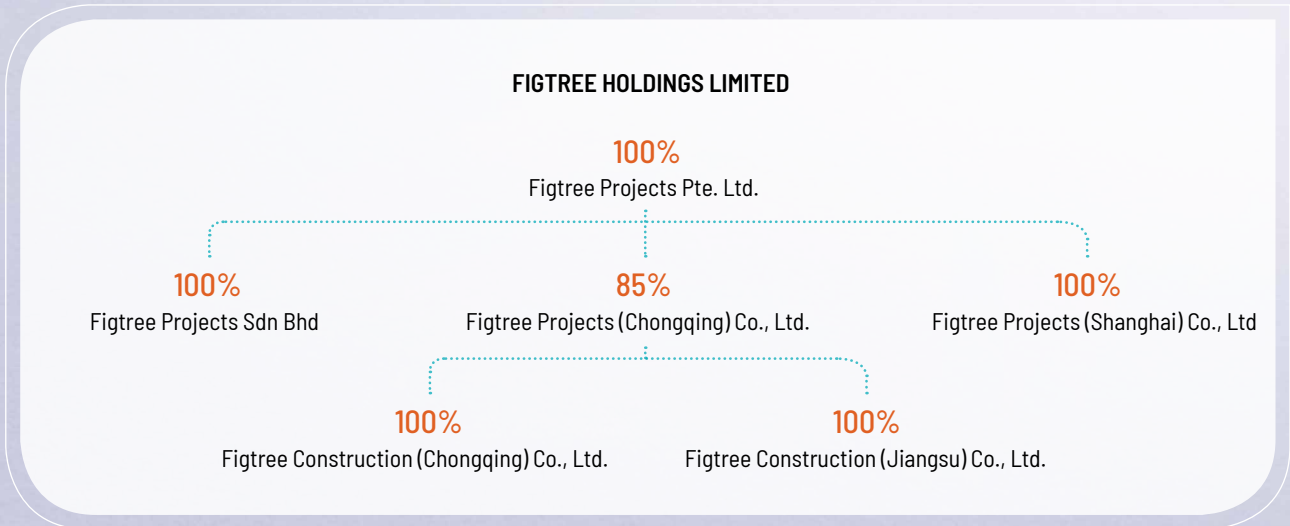 FIGTREE HOLDINGS LIMITED
100%
Figtree Projects Pte. Ltd.
100%
Figtree Projects Sdn Bhd
85%
Figtree Projects (Chongqing) Co., Ltd.
100%
Figtree Projects (Shanghai) Co., Ltd
100%
Figtree Construction (Chongqing) Co., Ltd.
100%
Figtree Construction (Jiangsu) Co., Ltd.